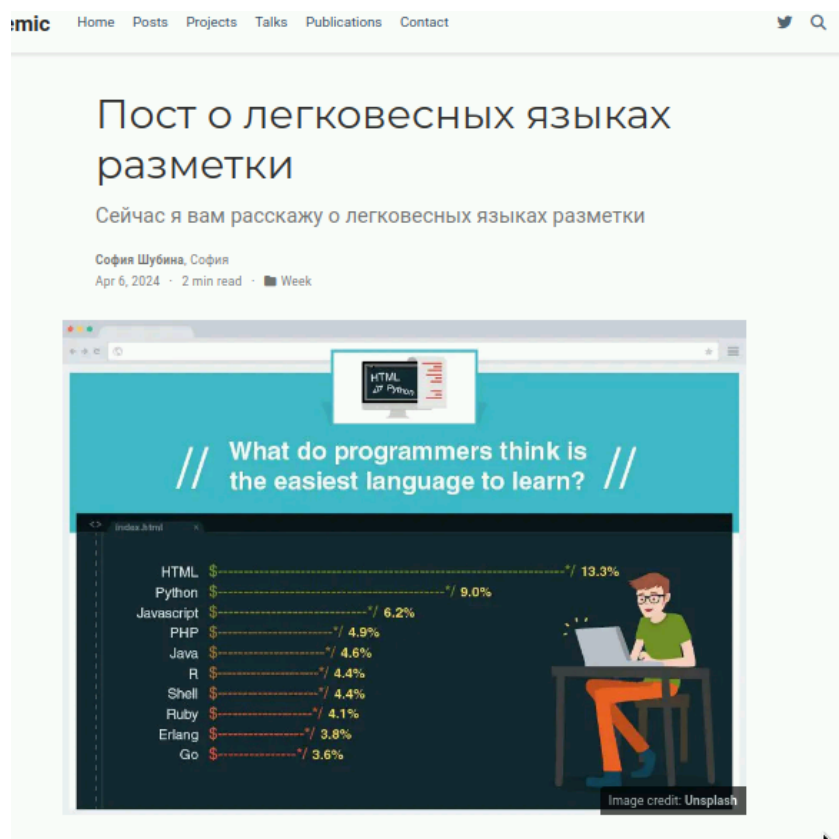 emic Home Posts Projects Talks Publications Contact
Пост о легковесных языках
разметки
Сейчас я вам расскажу о легковесных языках разметки
София Шубина, София
Apr 6, 2024 · 2 min read · Week
HTML
Python
// What do programmers think is //
the easiest language to learn?
<> index.html ×
HTML $--------------------------------------------------------*/ 13.3%
Python $------------------------------------*/ 9.0%
Javascript $------------------------*/ 6.2%
PHP $------------------*/ 4.9%
Java $-----------------*/ 4.6%
R $----------------*/ 4.4%
Shell $----------------*/ 4.4%
Ruby $---------------*/ 4.1%
Erlang $--------------*/ 3.8%
Go $-------------*/ 3.6%
Image credit: Unsplash